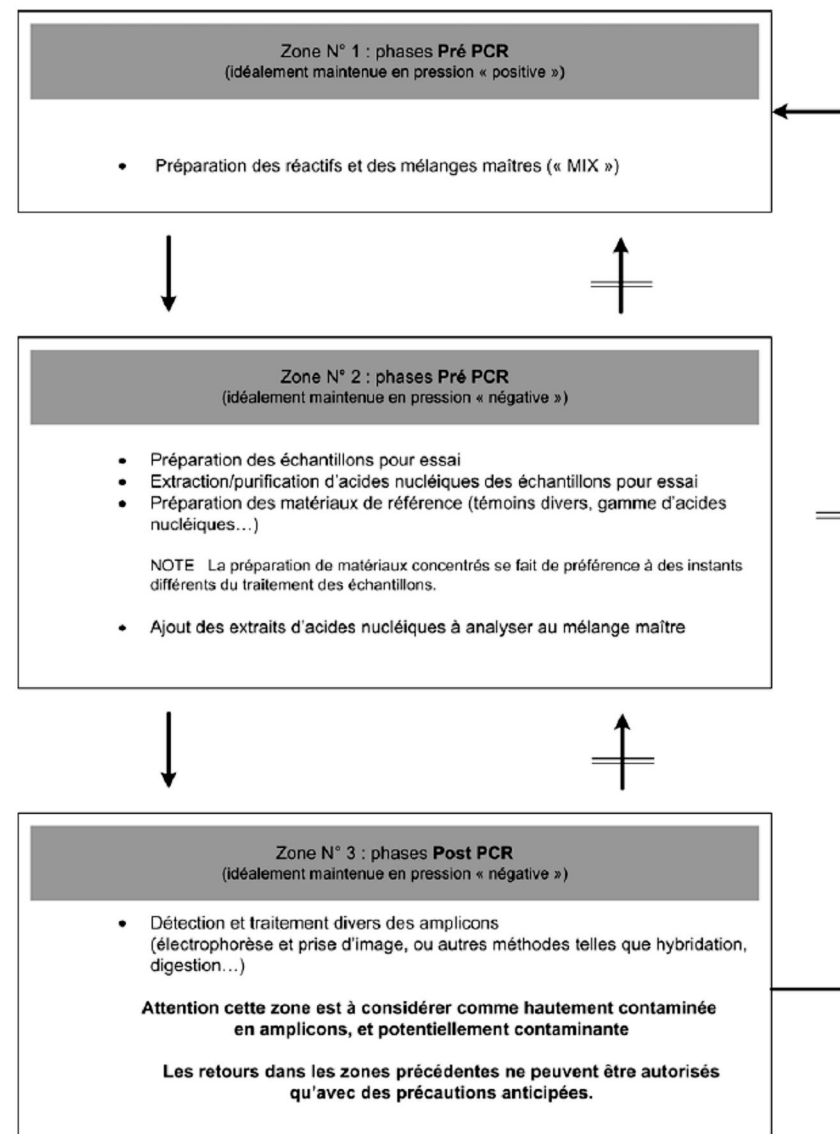 Zone N° 1 : phases Pré PCR
(idéalement maintenue en pression « positive »)
• Préparation des réactifs et des mélanges maîtres (« MIX »)
Zone N° 2 : phases Pré PCR
(idéalement maintenue en pression « négative »)
• Préparation des échantillons pour essai
• Extraction/purification d'acides nucléiques des échantillons pour essai
• Préparation des matériaux de référence (témoins divers, gamme d'acides
nucléiques…)
NOTE La préparation de matériaux concentrés se fait de préférence à des instants
différents du traitement des échantillons.
• Ajout des extraits d'acides nucléiques à analyser au mélange maître
Zone N° 3 : phases Post PCR
(idéalement maintenue en pression « négative »)
• Détection et traitement divers des amplicons
(électrophorèse et prise d'image, ou autres méthodes telles que hybridation,
digestion…)
Attention cette zone est à considérer comme hautement contaminée
en amplicons, et potentiellement contaminante
Les retours dans les zones précédentes ne peuvent être autorisés
qu'avec des précautions anticipées.